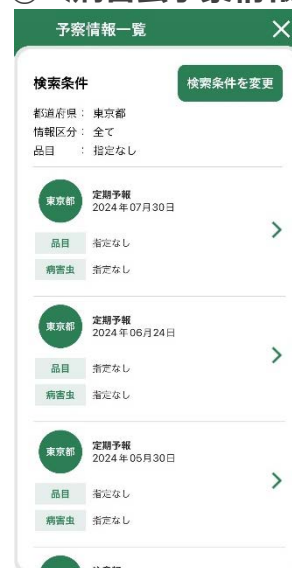 予察情報一覧
検索条件
検索条件を変更
都道府県： 東京都
情報区分： 全て
品目　　： 指定なし
東京都
定期予報
2024年07月30日
品目 指定なし
病害虫 指定なし
東京都
定期予報
2024年06月24日
品目 指定なし
病害虫 指定なし
東京都
定期予報
2024年05月30日
品目 指定なし
病害虫 指定なし